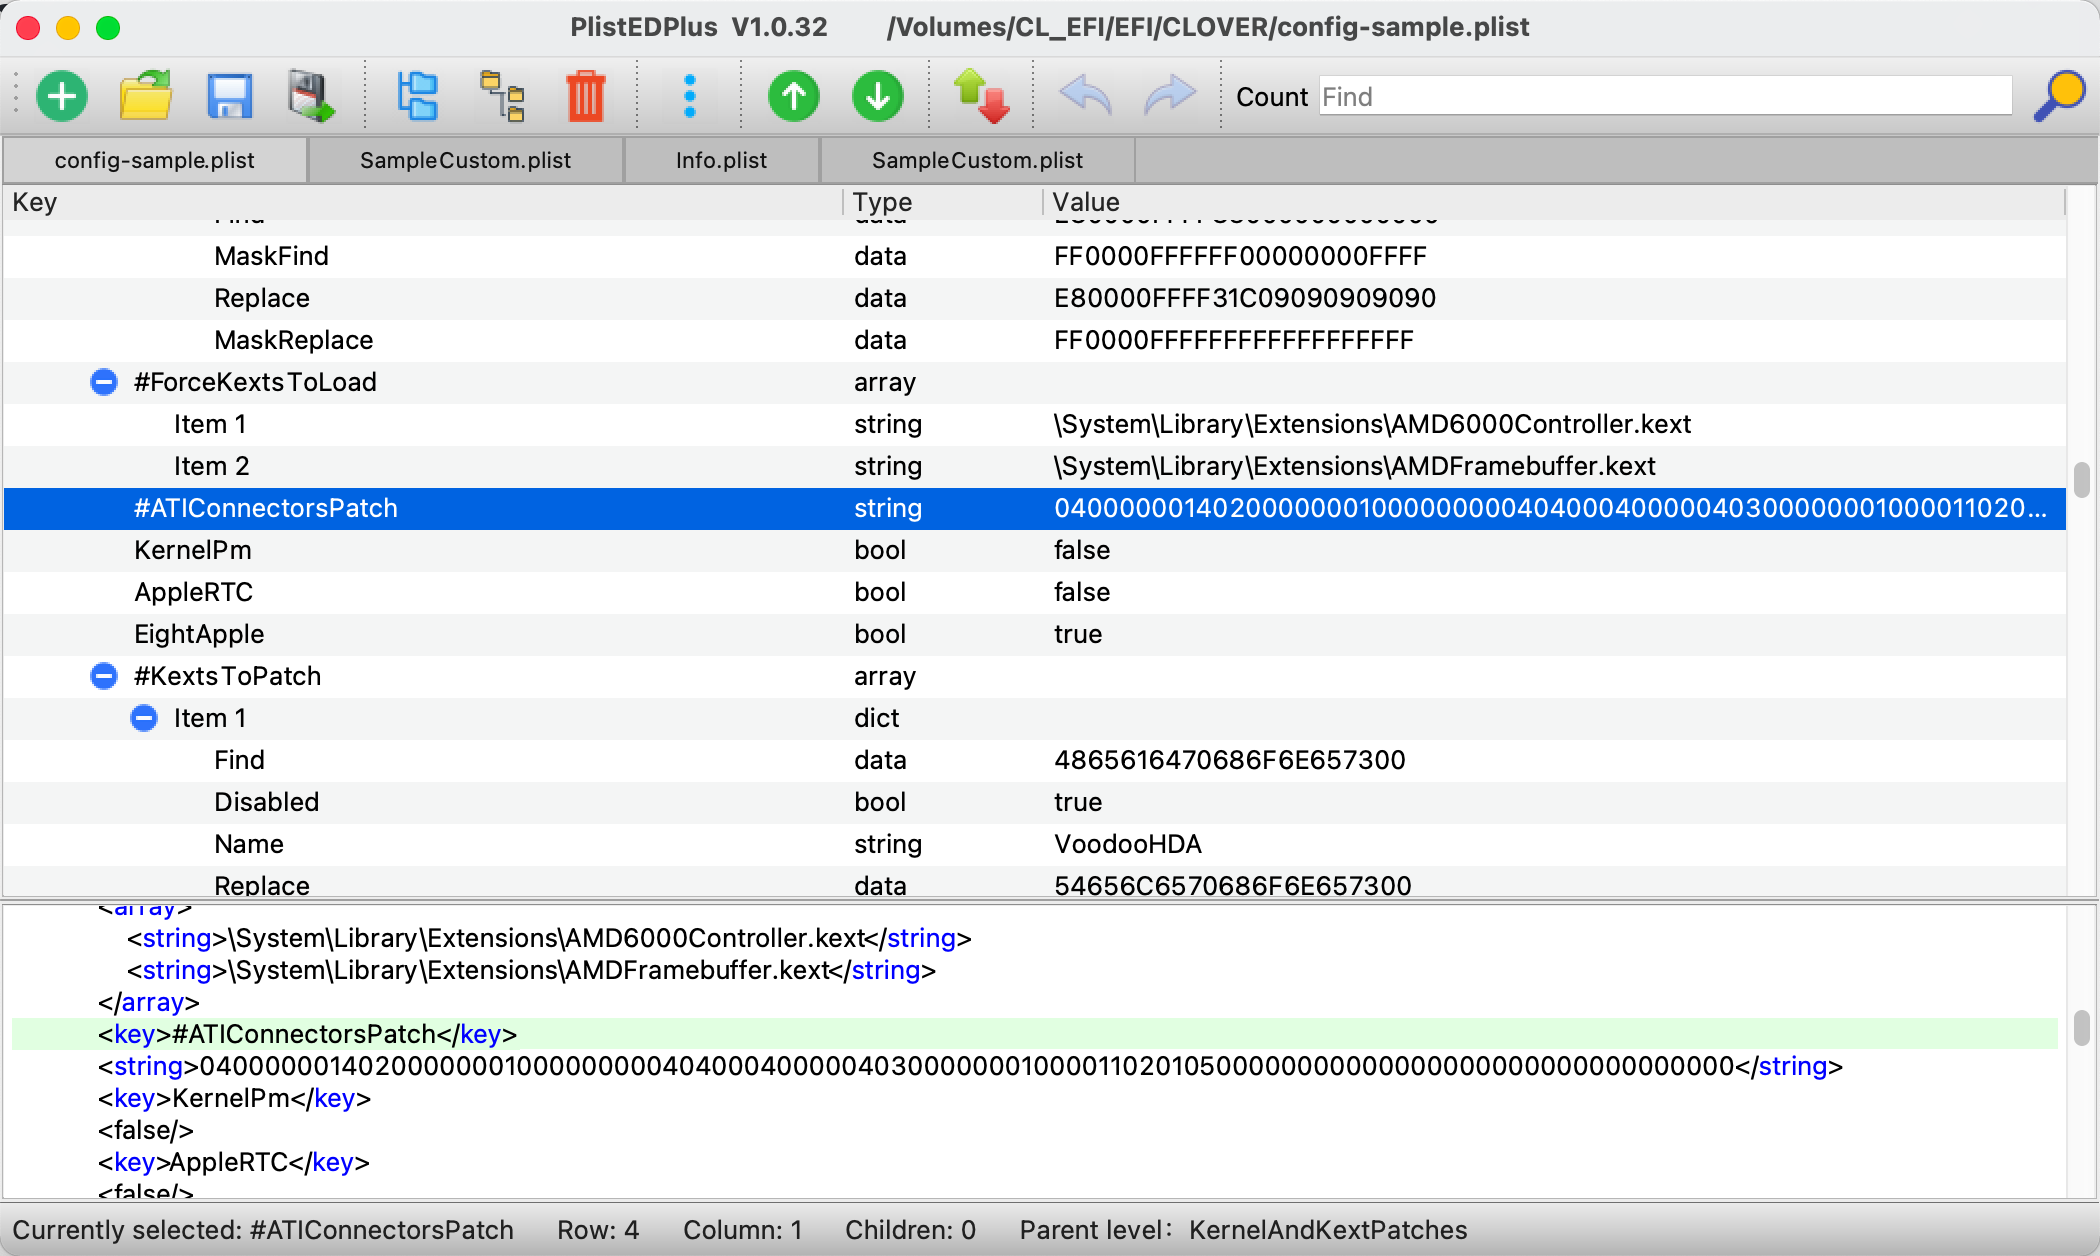 PlistEDPlus V1.0.32 /Volumes/CL_EFI/EFI/CLOVER/config-sample.plist
Count Find
config-sample.plist SampleCustom.plist Info.plist SampleCustom.plist
Key Type Value
MaskFind data FF0000FFFFFF00000000FFFF
Replace data E80000FFFF31C09090909090
MaskReplace data FF0000FFFFFFFFFFFFFFFFFF
#ForceKextsToLoad array
Item 1 string \System\Library\Extensions\AMD6000Controller.kext
Item 2 string \System\Library\Extensions\AMDFramebuffer.kext
#ATIConnectorsPatch string 0400000014020000000100000000040400040000040300000001000011020...
KernelPm bool false
AppleRTC bool false
EightApple bool true
#KextsToPatch array
Item 1 dict
Find data 4865616470686F6E657300
Disabled bool true
Name string VoodooHDA
Replace data 54656C6570686F6E657300
<array>
<string>\System\Library\Extensions\AMD6000Controller.kext</string>
<string>\System\Library\Extensions\AMDFramebuffer.kext</string>
</array>
<key>#ATIConnectorsPatch</key>
<string>0400000014020000000100000000040400040000040300000001000011020105000000000000000000000000000000000</string>
<key>KernelPm</key>
<false/>
<key>AppleRTC</key>
<false/>
Currently selected: #ATIConnectorsPatch Row: 4 Column: 1 Children: 0 Parent level: KernelAndKextPatches